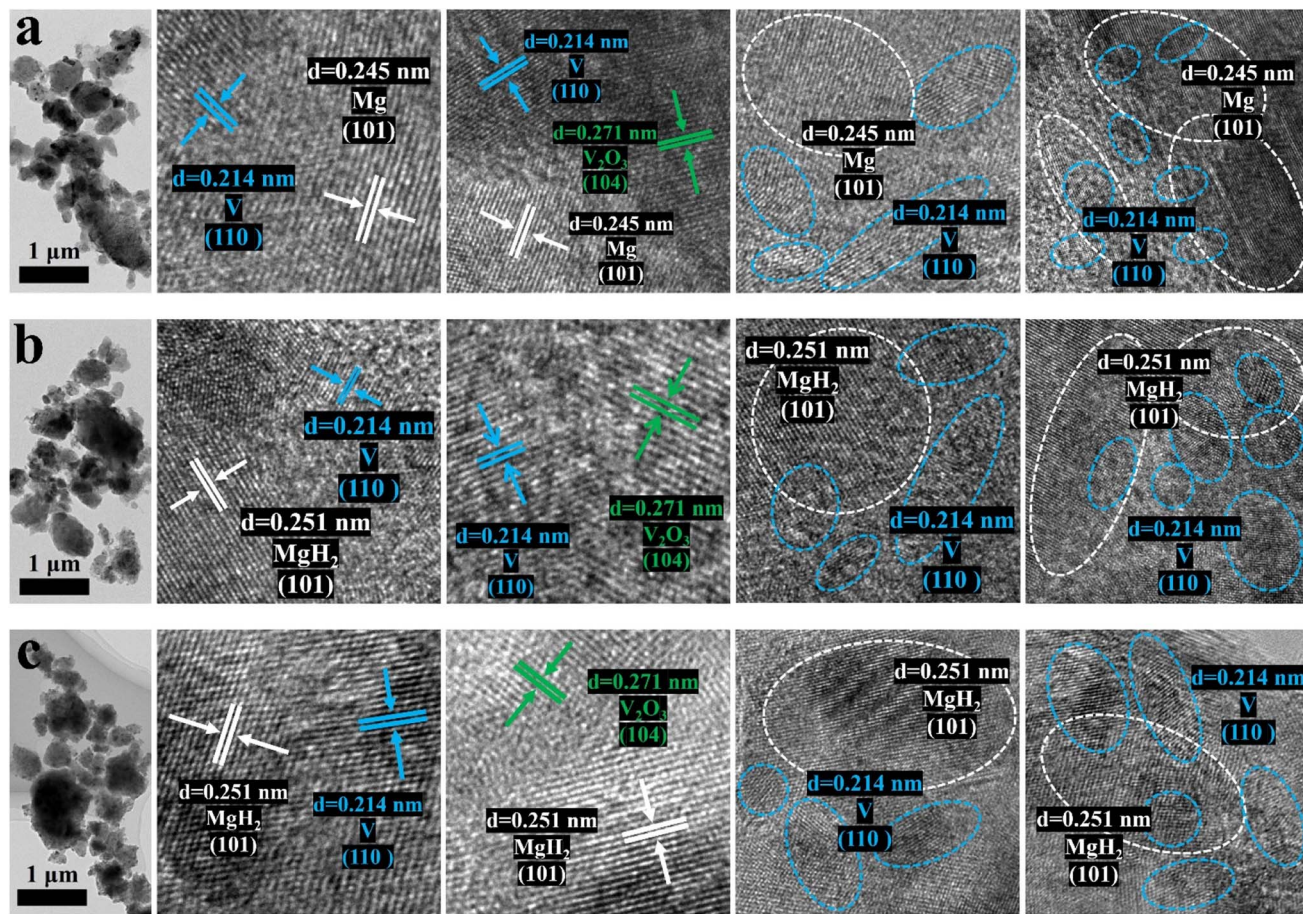 a
1 μm
d=0.214 nm
V
(110 )
d=0.245 nm
Mg
(101)
d=0.214 nm
V
(110 )
d=0.271 nm
V₂O₃
(104)
d=0.245 nm
Mg
(101)
d=0.245 nm
Mg
(101)
d=0.214 nm
V
(110 )
d=0.245 nm
Mg
(101)
d=0.214 nm
V
(110 )
b
1 μm
d=0.214 nm
V
(110 )
d=0.251 nm
MgH₂
(101)
d=0.214 nm
V
(110)
d=0.271 nm
V₂O₃
(104)
d=0.251 nm
MgH₂
(101)
d=0.214 nm
V
(110 )
d=0.251 nm
MgH₂
(101)
d=0.214 nm
V
(110 )
c
1 μm
d=0.251 nm
MgH₂
(101)
d=0.214 nm
V
(110 )
d=0.271 nm
V₂O₃
(104)
d=0.251 nm
MgH₂
(101)
d=0.251 nm
MgH₂
(101)
d=0.214 nm
V
(110 )
d=0.214 nm
V
(110 )
d=0.251 nm
MgH₂
(101)